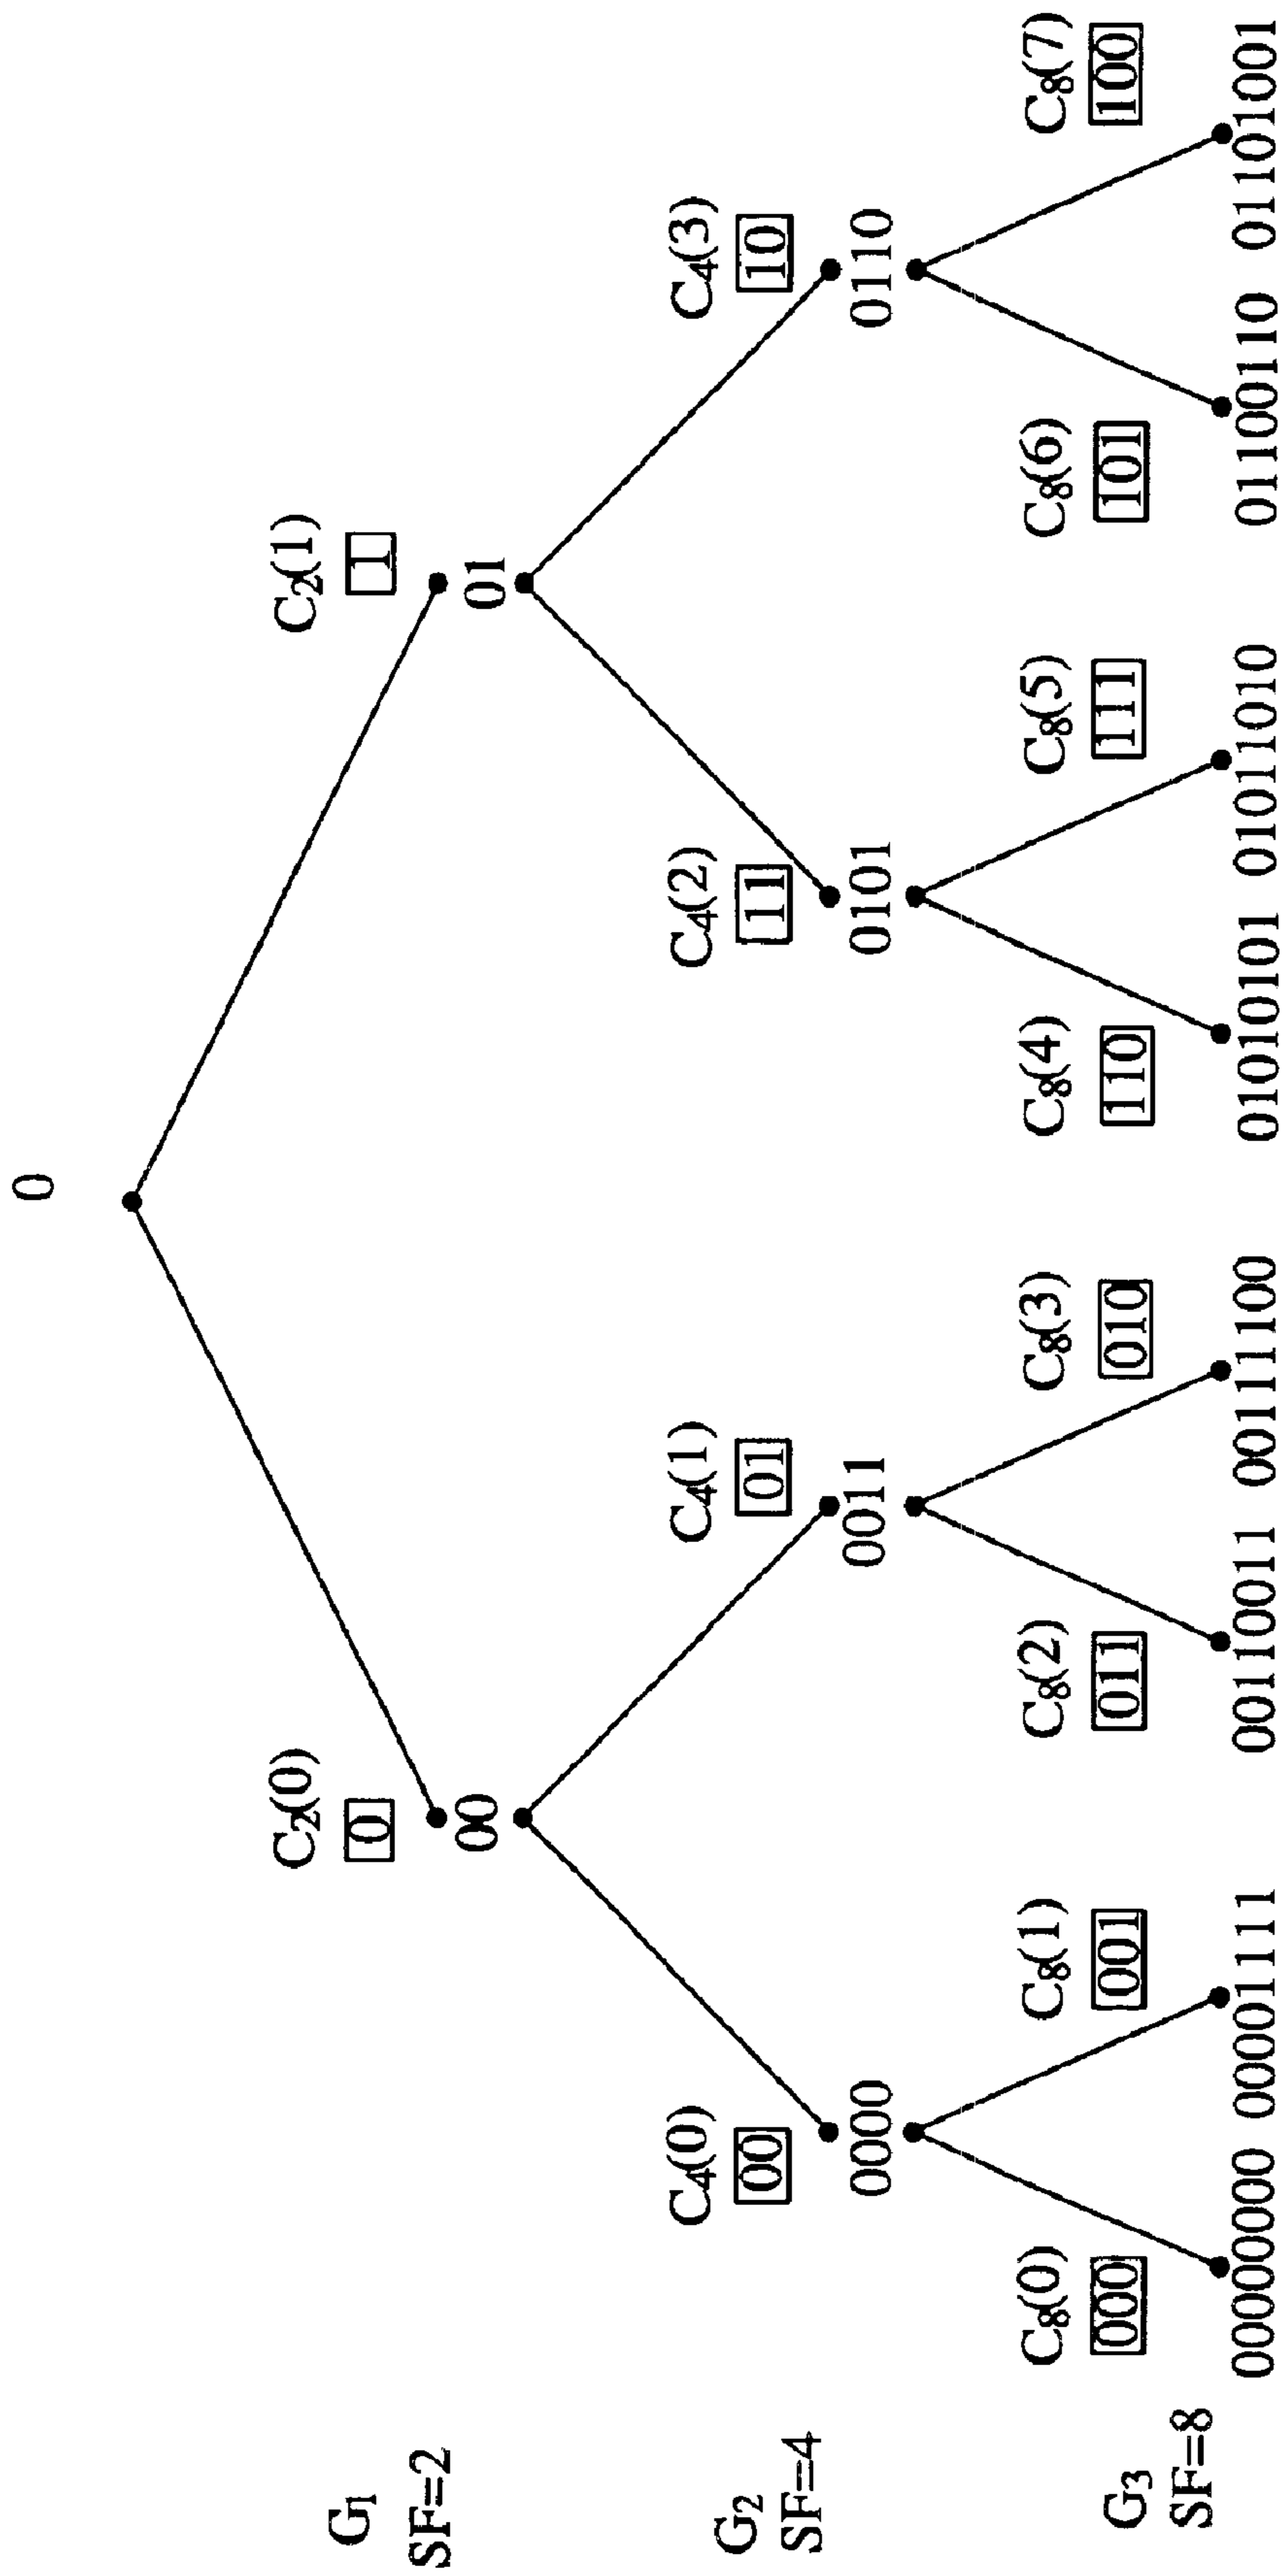 0
C₂(0) C₂(1)
G₁ 0 1
SF=2 00 01
C₄(0) C₄(1) C₄(2) C₄(3)
G₂ 00 01 11 10
SF=4 0000 0011 0101 0110
C₈(0) C₈(1) C₈(2) C₈(3) C₈(4) C₈(5) C₈(6) C₈(7)
G₃ 000 001 011 010 110 111 101 100
SF=8
00000000 00001111 00110011 00111100 01010101 01011010 01100110 01101001